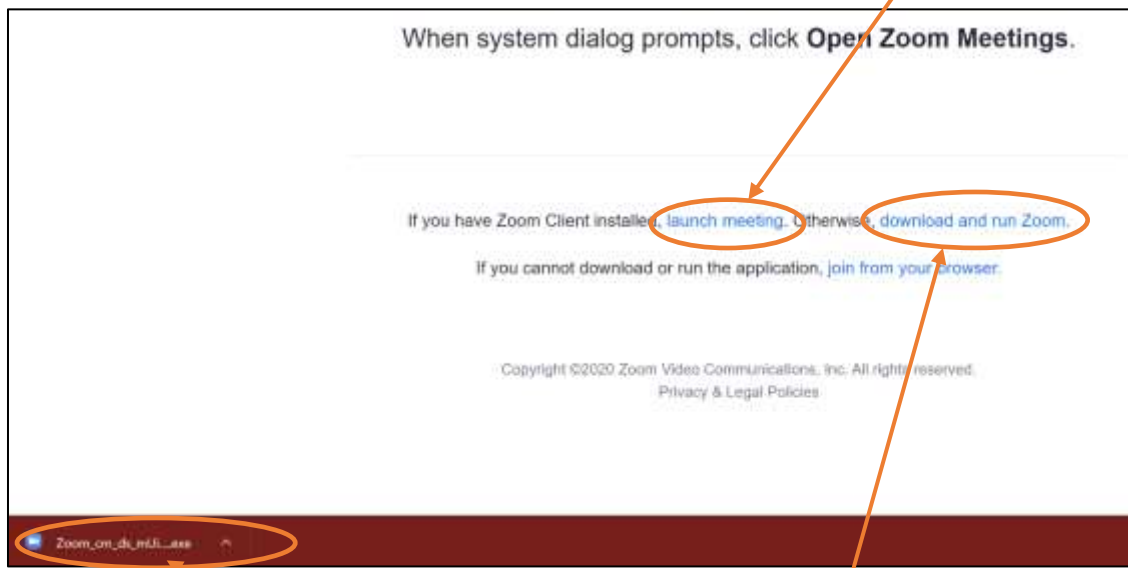 When system dialog prompts, click Open Zoom Meetings.
If you have Zoom Client installed, launch meeting. Otherwise, download and run Zoom.
If you cannot download or run the application, join from your browser.
Copyright ©2020 Zoom Video Communications, Inc. All rights reserved.
Privacy & Legal Policies